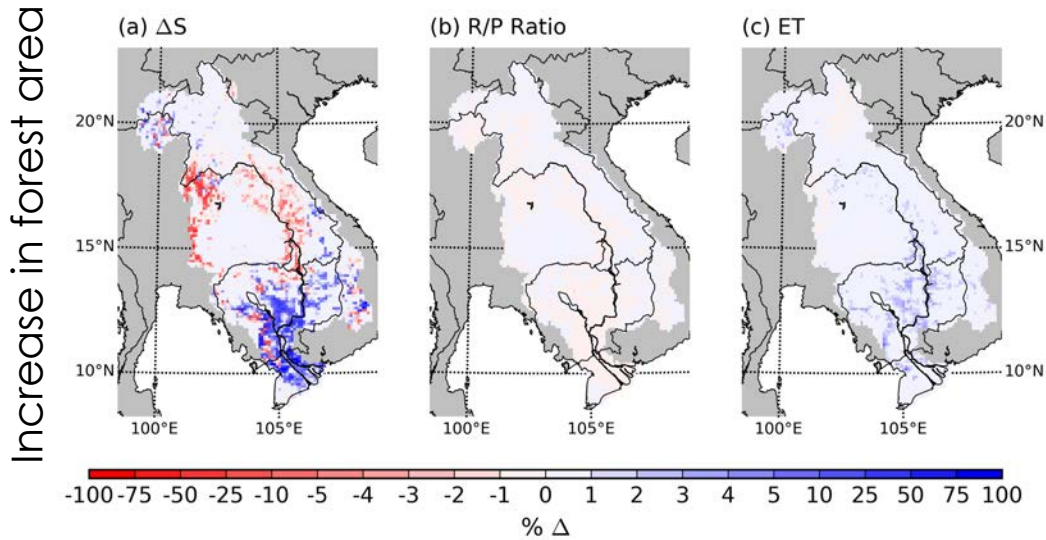 Increase in forest area
(a) ΔS
(b) R/P Ratio
(c) ET
20°N
15°N
10°N
20°N
15°N
10°N
100°E 105°E
100°E 105°E
100°E 105°E
-100 -75 -50 -25 -10 -5 -4 -3 -2 -1 0 1 2 3 4 5 10 25 50 75 100
% Δ